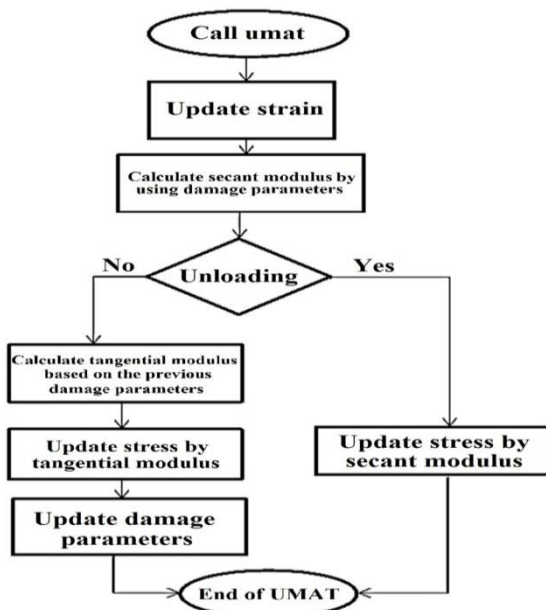 Call umat
Update strain
Calculate secant modulus by
using damage parameters
Unloading
No
Yes
Calculate tangential modulus
based on the previous
damage parameters
Update stress by
tangential modulus
Update stress by
secant modulus
Update damage
parameters
End of UMAT